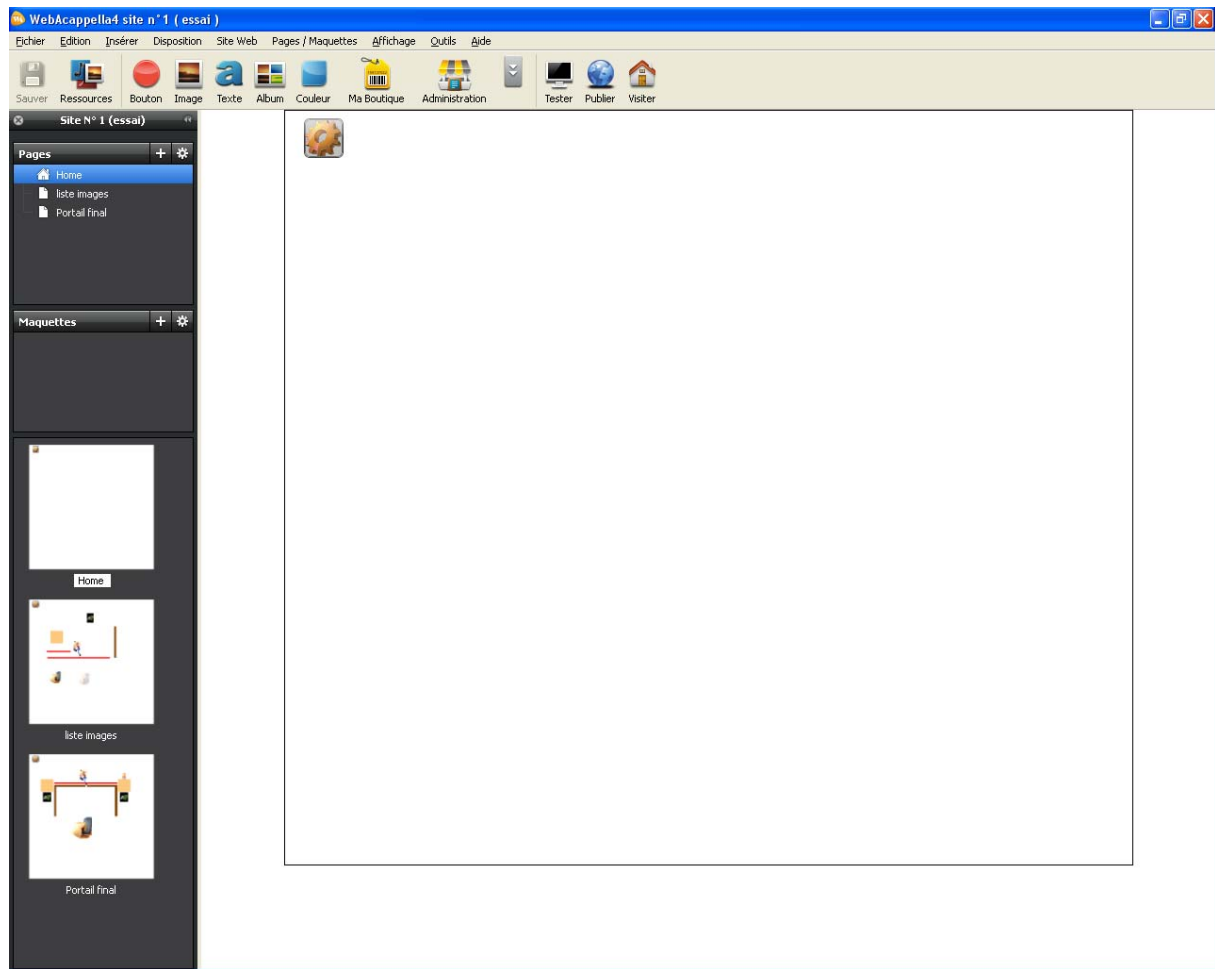 WebAcappella4 site n°1 ( essai )
Fichier Edition Insérer Disposition Site Web Pages / Maquettes Affichage Outils Aide
Sauver Ressources Bouton Image Texte Album Couleur Ma Boutique Administration Tester Publier Visiter
Site N° 1 (essai)
Pages
Home
liste images
Portail final
Maquettes
Home
liste images
Portail final